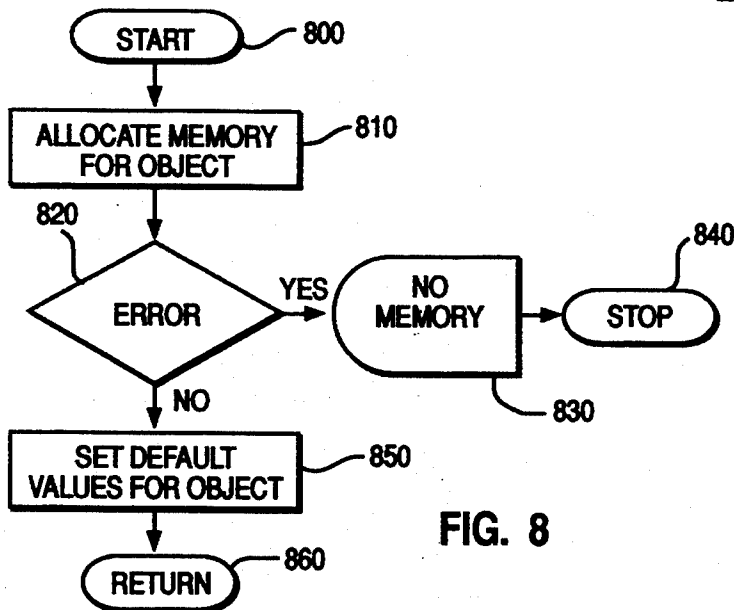 START
800
ALLOCATE MEMORY
FOR OBJECT
810
820
ERROR
YES
NO
MEMORY
830
840
STOP
NO
SET DEFAULT
VALUES FOR OBJECT
850
RETURN
860
FIG. 8